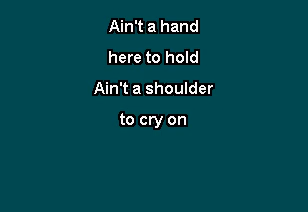 Ain't a hand
here to hold
Ain't a shoulder
to cry on